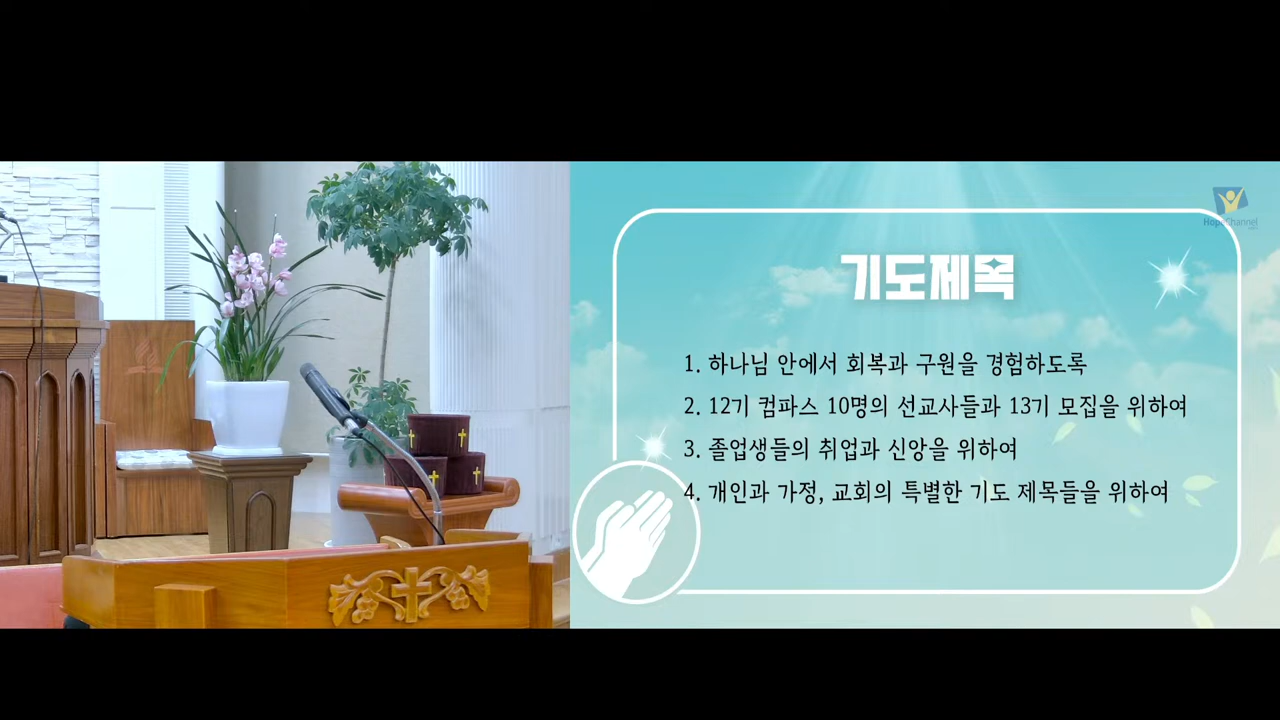 Hope Channel
기도제목
1. 하나님 안에서 회복과 구원을 경험하도록
2. 12기 컴파스 10명의 선교사들과 13기 모집을 위하여
3. 졸업생들의 취업과 신앙을 위하여
4. 개인과 가정, 교회의 특별한 기도 제목들을 위하여